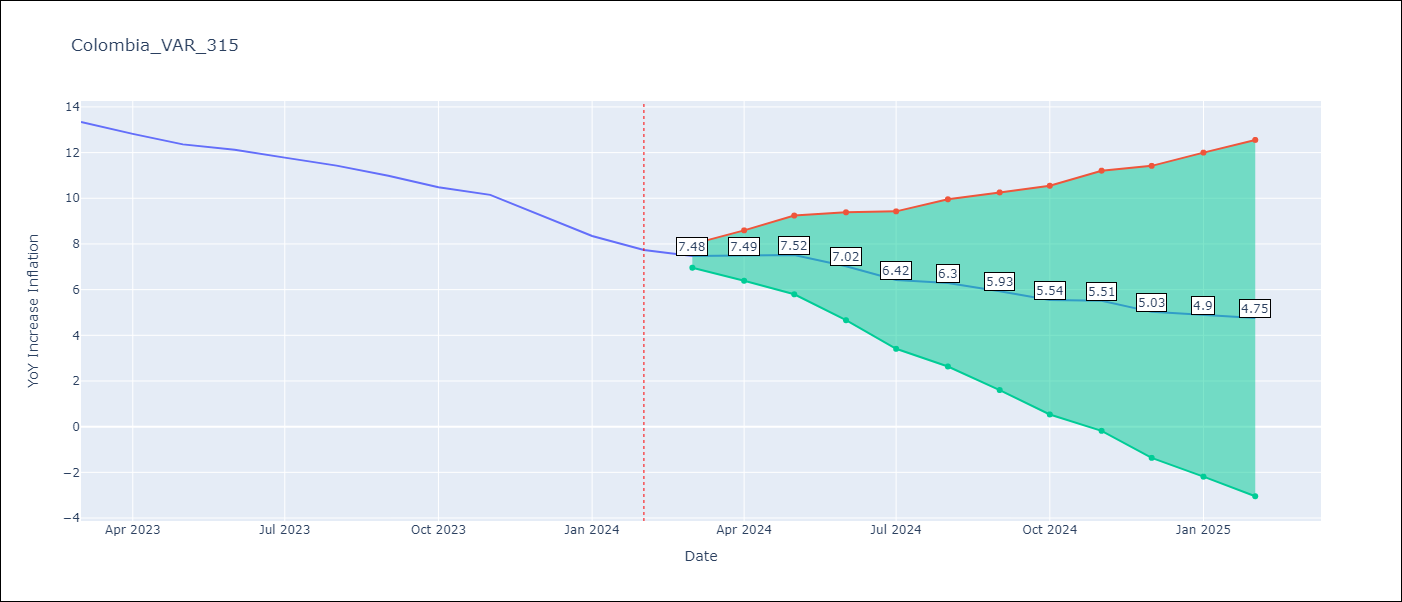 Colombia_VAR_315
14
12
10
8
6
4
2
0
−2
−4
YoY Increase Inflation
7.48
7.49
7.52
7.02
6.42
6.3
5.93
5.54
5.51
5.03
4.9
4.75
Apr 2023
Jul 2023
Oct 2023
Jan 2024
Apr 2024
Jul 2024
Oct 2024
Jan 2025
Date